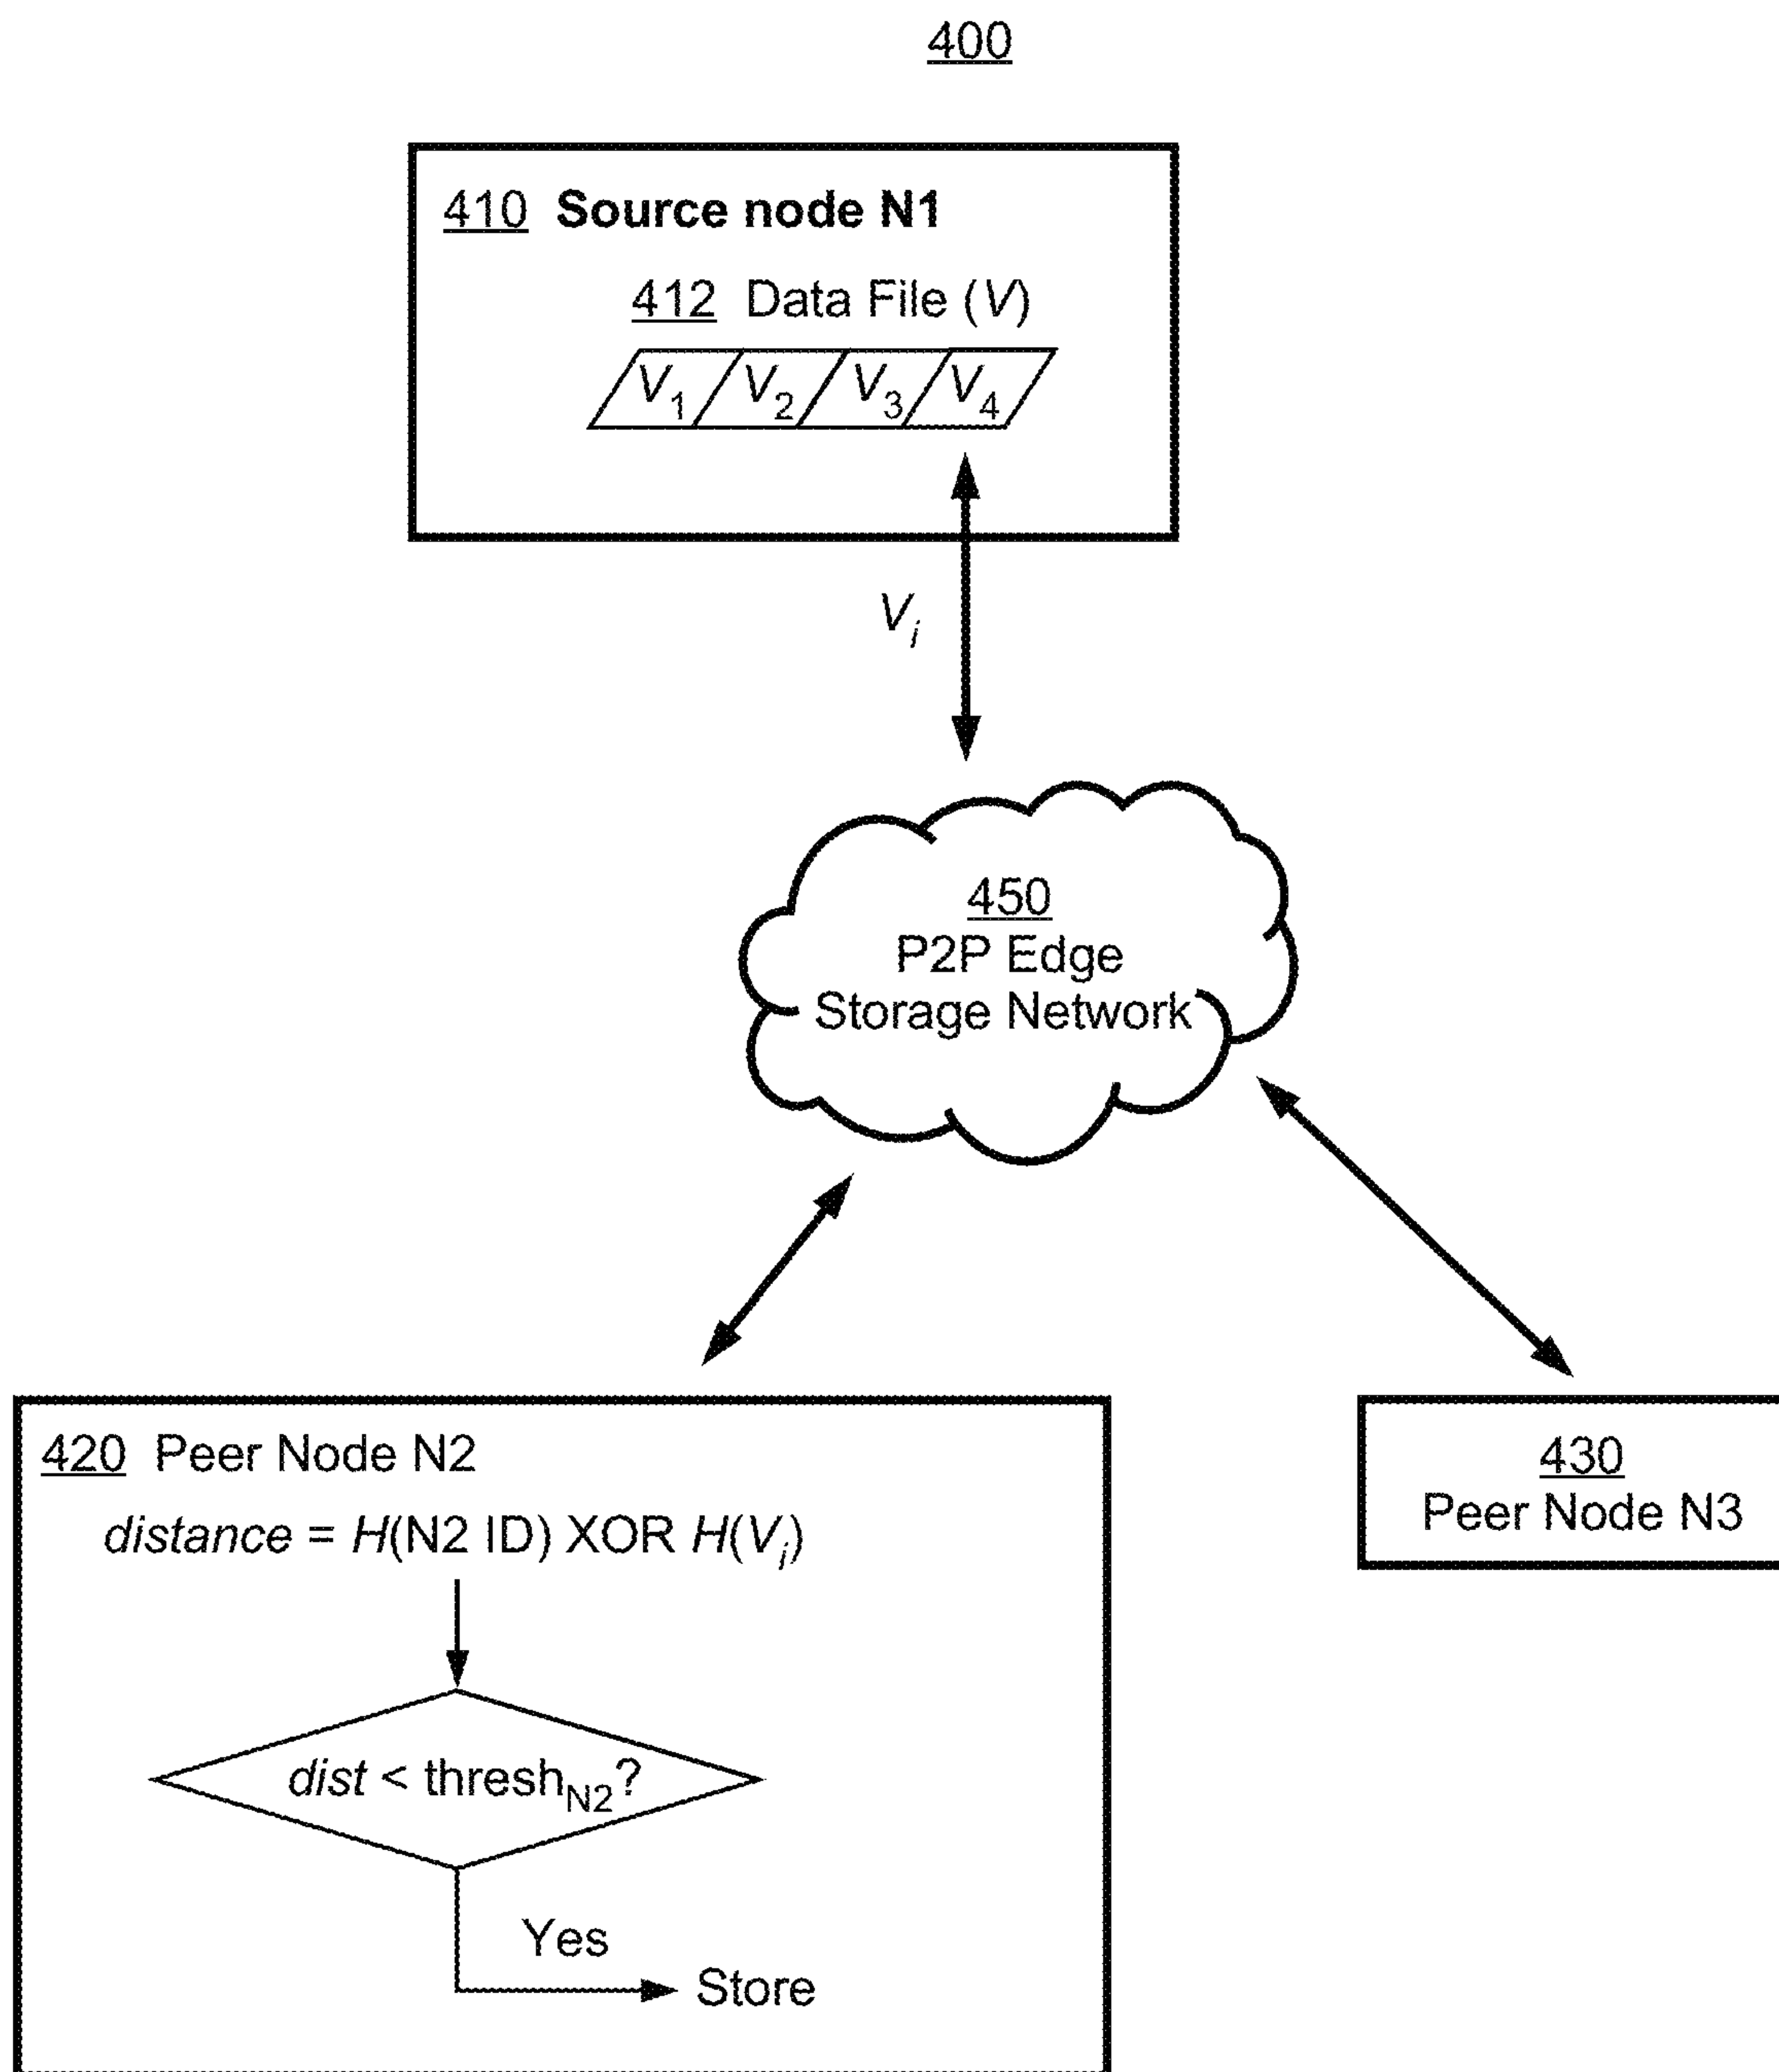 400
410 Source node N1
412 Data File (V)
V1 V2 V3 V4
Vi
450
P2P Edge
Storage Network
420 Peer Node N2
distance = H(N2 ID) XOR H(Vi)
dist < threshN2?
Yes
Store
430
Peer Node N3